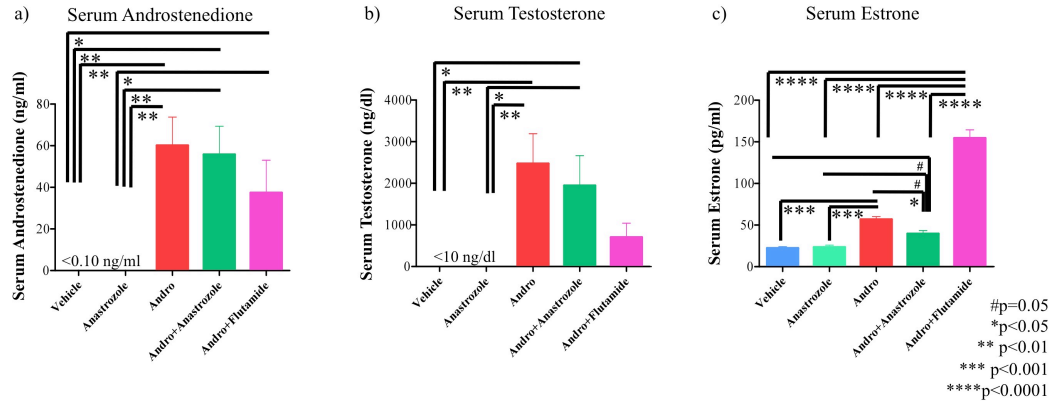 a) Serum Androstenedione
*
**
**
*
**
**
Serum Androstenedione (ng/ml)
80
60
40
20
0
<0.10 ng/ml
Vehicle
Anastrozole
Andro
Andro+Anastrozole
Andro+Flutamide
b) Serum Testosterone
*
**
*
**
Serum Testosterone (ng/dl)
4000
3000
2000
1000
0
<10 ng/dl
Vehicle
Anastrozole
Andro
Andro+Anastrozole
Andro+Flutamide
c) Serum Estrone
****
****
****
****
#
#
*
***
***
Serum Estrone (pg/ml)
200
150
100
50
0
Vehicle
Anastrozole
Andro
Andro+Anastrozole
Andro+Flutamide
#p=0.05
*p<0.05
** p<0.01
*** p<0.001
****p<0.0001